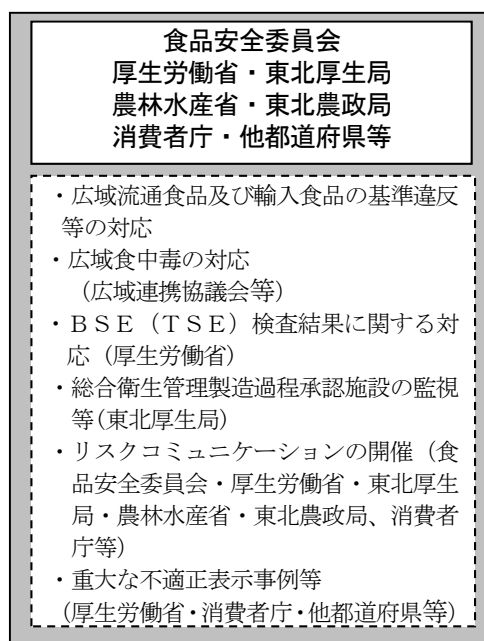 食品安全委員会
厚生労働省・東北厚生局
農林水産省・東北農政局
消費者庁・他都道府県等
・広域流通食品及び輸入食品の基準違反
等の対応
・広域食中毒の対応
（広域連携協議会等）
・ＢＳＥ（ＴＳＥ）検査結果に関する対
応（厚生労働省）
・総合衛生管理製造過程承認施設の監視
等(東北厚生局)
・リスクコミュニケーションの開催（食
品安全委員会・厚生労働省・東北厚生
局・農林水産省・東北農政局、消費者
庁等）
・重大な不適正表示事例等
(厚生労働省・消費者庁・他都道府県等)